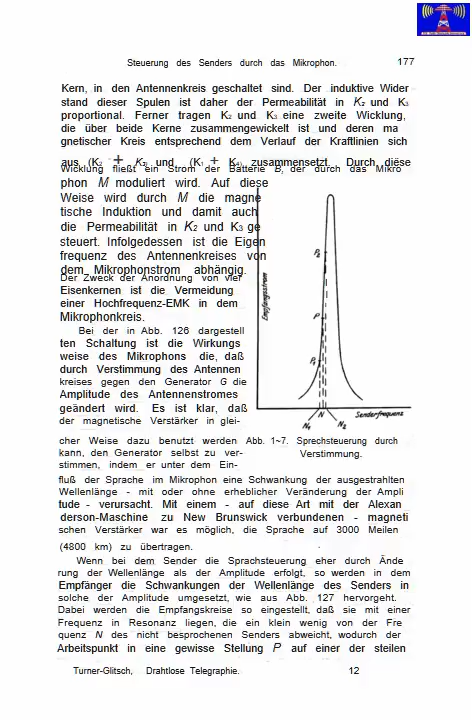 Steuerung des Senders durch das Mikrophon. 177
Kern, in den Antennenkreis geschaltet sind. Der induktive Wider
stand dieser Spulen ist daher der Permeabilität in K₂ und K₃
proportional. Ferner tragen K₂ und K₃ eine zweite Wicklung,
die über beide Kerne zusammengewickelt ist und deren ma
gnetischer Kreis entsprechend dem Verlauf der Kraftlinien sich
aus (K₂ + K₃) und (K₁ + K₄) zusammensetzt. Durch diese
Wicklung fließt ein Strom der Batterie B, der durch das Mikro
phon M moduliert wird. Auf diese
Weise wird durch M die magne
tische Induktion und damit auch
die Permeabilität in K₂ und K₃ ge
steuert. Infolgedessen ist die Eigen
frequenz des Antennenkreises von
dem Mikrophonstrom abhängig.
Der Zweck der Anordnung von vier
Eisenkernen ist die Vermeidung
einer Hochfrequenz-EMK in dem
Mikrophonkreis.
Bei der in Abb. 126 dargestell
ten Schaltung ist die Wirkungs
weise des Mikrophons die, daß
durch Verstimmung des Antennen
kreises gegen den Generator G die
Amplitude des Antennenstromes
geändert wird. Es ist klar, daß
der magnetische Verstärker in glei-
cher Weise dazu benutzt werden
kann, den Generator selbst zu ver-
stimmen, indem er unter dem Ein-
Empfangsstrom
P₂
P
P₁
N
N₁
N₂
Senderfrequenz
Abb. 1~7. Sprechsteuerung durch
Verstimmung.
fluß der Sprache im Mikrophon eine Schwankung der ausgestrahlten
Wellenlänge - mit oder ohne erheblicher Veränderung der Ampli
tude - verursacht. Mit einem - auf diese Art mit der Alexan
derson-Maschine zu New Brunswick verbundenen - magneti
schen Verstärker war es möglich, die Sprache auf 3000 Meilen
(4800 km) zu übertragen.
Wenn bei dem Sender die Sprachsteuerung eher durch Ände
rung der Wellenlänge als der Amplitude erfolgt, so werden in dem
Empfänger die Schwankungen der Wellenlänge des Senders in
solche der Amplitude umgesetzt, wie aus Abb. 127 hervorgeht.
Dabei werden die Empfangskreise so eingestellt, daß sie mit einer
Frequenz in Resonanz liegen, die ein klein wenig von der Fre
quenz N des nicht besprochenen Senders abweicht, wodurch der
Arbeitspunkt in eine gewisse Stellung P auf einer der steilen
Turner-Glitsch, Drahtlose Telegraphie. 12